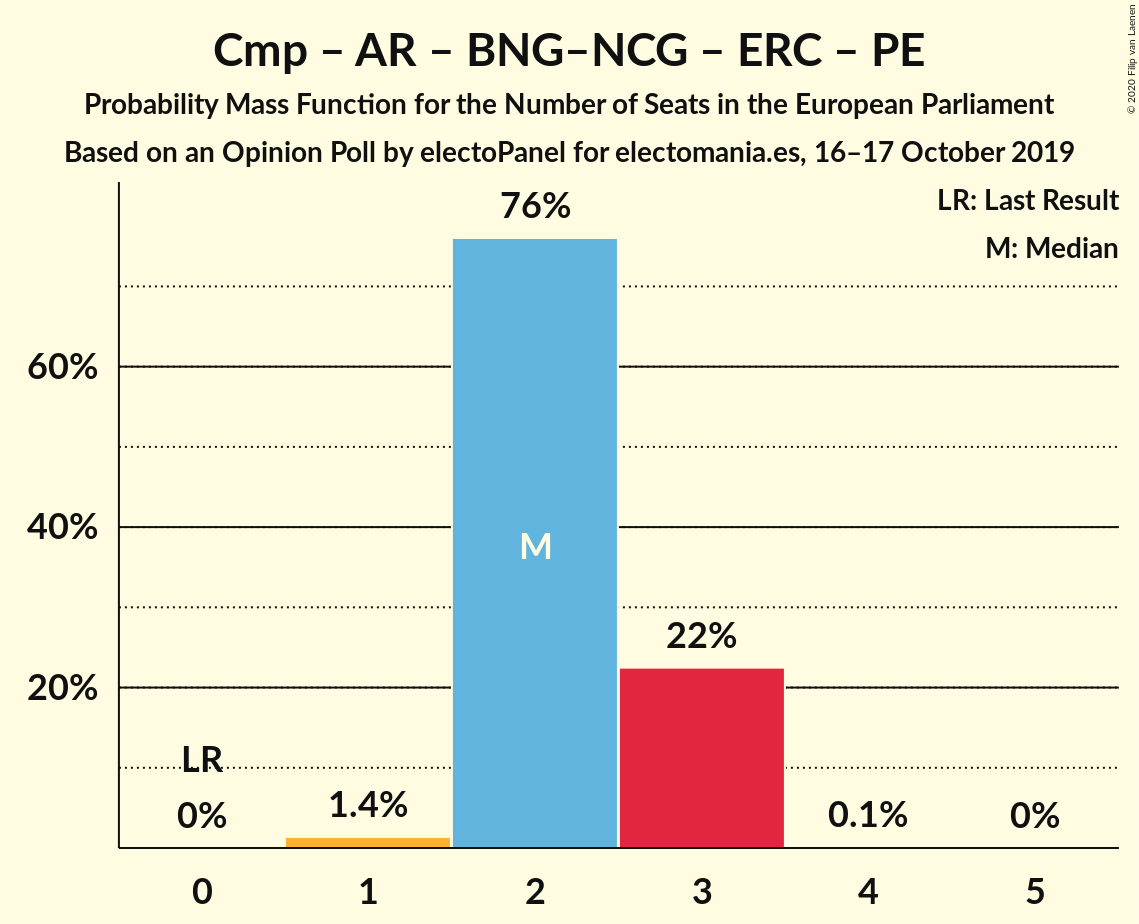 Cmp – AR – BNG–NCG – ERC – PE
Probability Mass Function for the Number of Seats in the European Parliament
Based on an Opinion Poll by electoPanel for electomania.es, 16–17 October 2019
© 2020 Filip van Laenen
LR: Last Result
M: Median
76%
60%
M
40%
22%
20%
LR
0%
1.4%
0.1%
0%
0 1 2 3 4 5